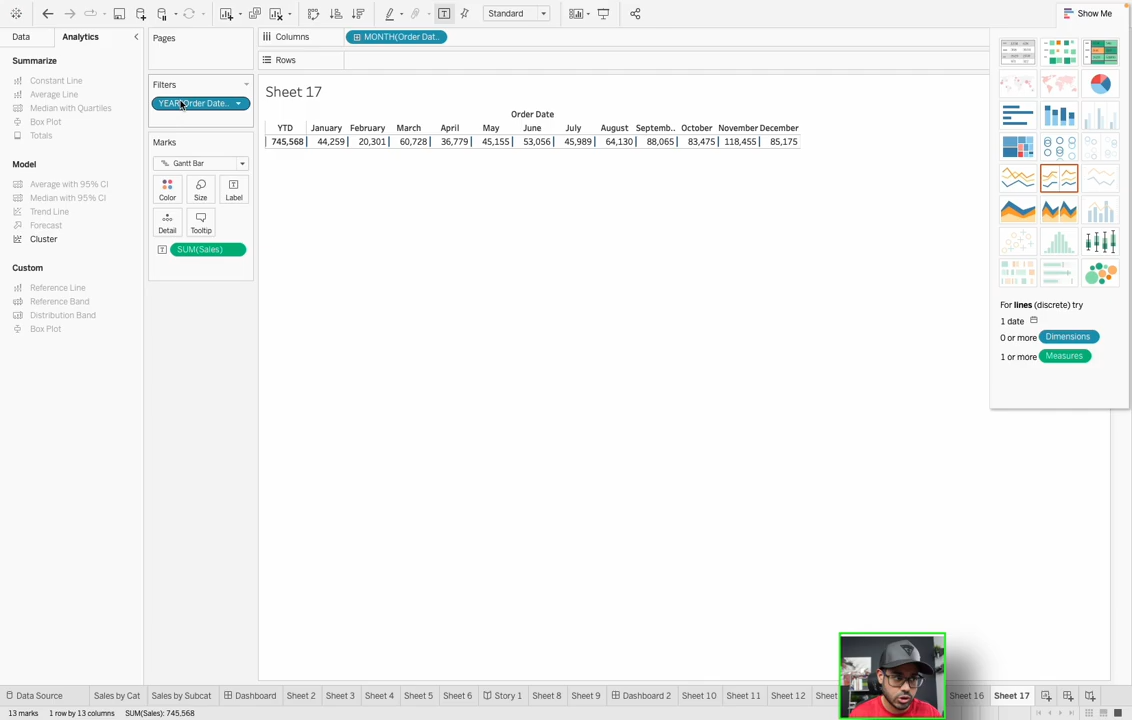 Standard
Show Me
Data
Analytics
Pages
Columns
MONTH(Order Dat..
Rows
Summarize
Constant Line
Average Line
Median with Quartiles
Box Plot
Totals
Model
Average with 95% CI
Median with 95% CI
Trend Line
Forecast
Cluster
Custom
Reference Line
Reference Band
Distribution Band
Box Plot
Filters
YEAR(Order Date..
Marks
Gantt Bar
Color
Size
Label
Detail
Tooltip
SUM(Sales)
Sheet 17
Order Date
YTD January February March April May June July August Septemb.. October November December
745,568 44,259 20,301 60,728 36,779 45,155 53,056 45,989 64,130 88,065 83,475 118,455 85,175
For lines (discrete) try
1 date
0 or more Dimensions
1 or more Measures
Data Source Sales by Cat Sales by Subcat Dashboard Sheet 2 Sheet 3 Sheet 4 Sheet 5 Sheet 6 Story 1 Sheet 8 Sheet 9 Dashboard 2 Sheet 10 Sheet 11 Sheet 12 Sheet Sheet 16 Sheet 17
13 marks 1 row by 13 columns SUM(Sales): 745,568